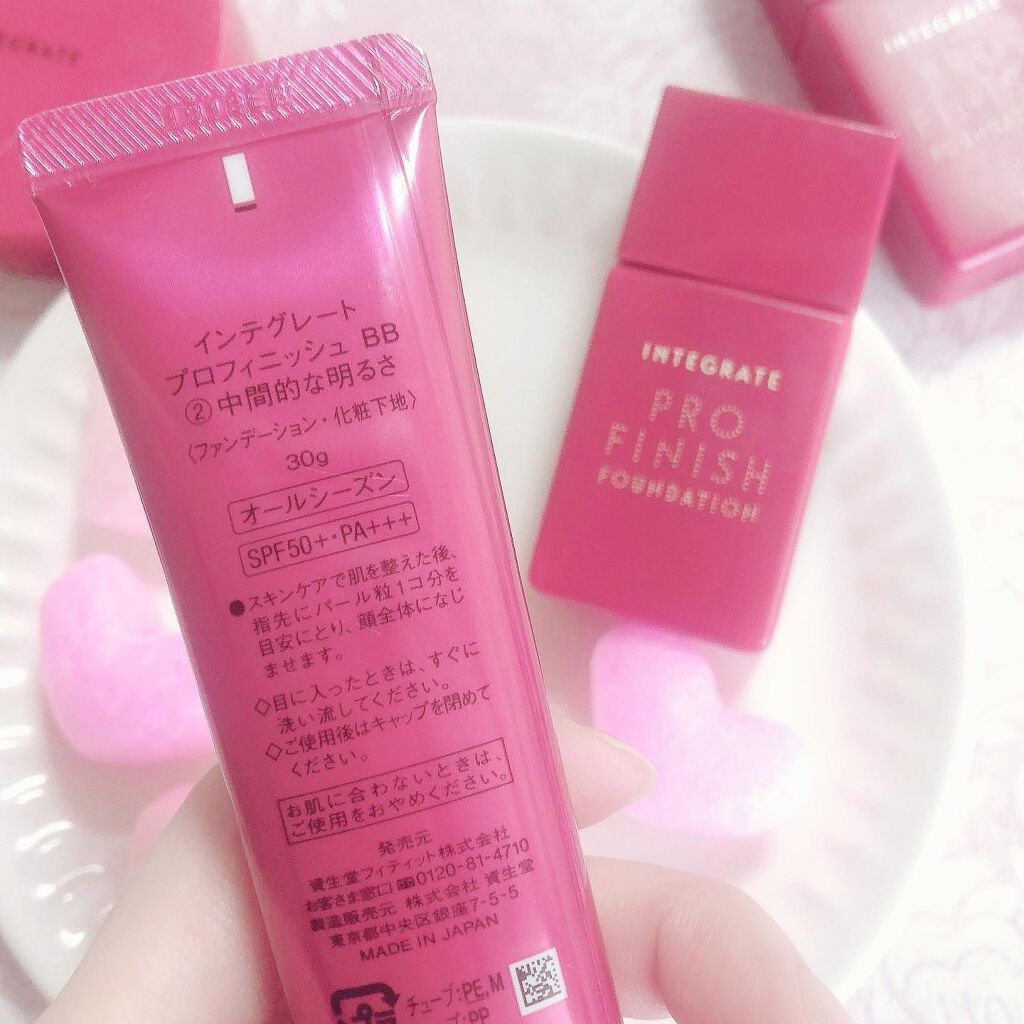 インテグレート
プロフィニッシュ BB
②中間的な明るさ
〈ファンデーション・化粧下地〉
30g
オールシーズン
SPF50+・PA+++
●スキンケアで肌を整えた後、
指先にパール粒1コ分を
目安にとり、顔全体になじ
ませます。
◇目に入ったときは、すぐに
洗い流してください。
◇ご使用後はキャップを閉めて
ください。
お肌に合わないときは、
ご使用をおやめください。
発売元
資生堂フィティット株式会社
お客さま窓口 0120-81-4710
製造販売元 株式会社 資生堂
東京都中央区銀座7-5-5
MADE IN JAPAN
チューブ:PE,M
プ:PP
INTEGRATE
PRO
FINISH
FOUNDATION
INTEGRATE